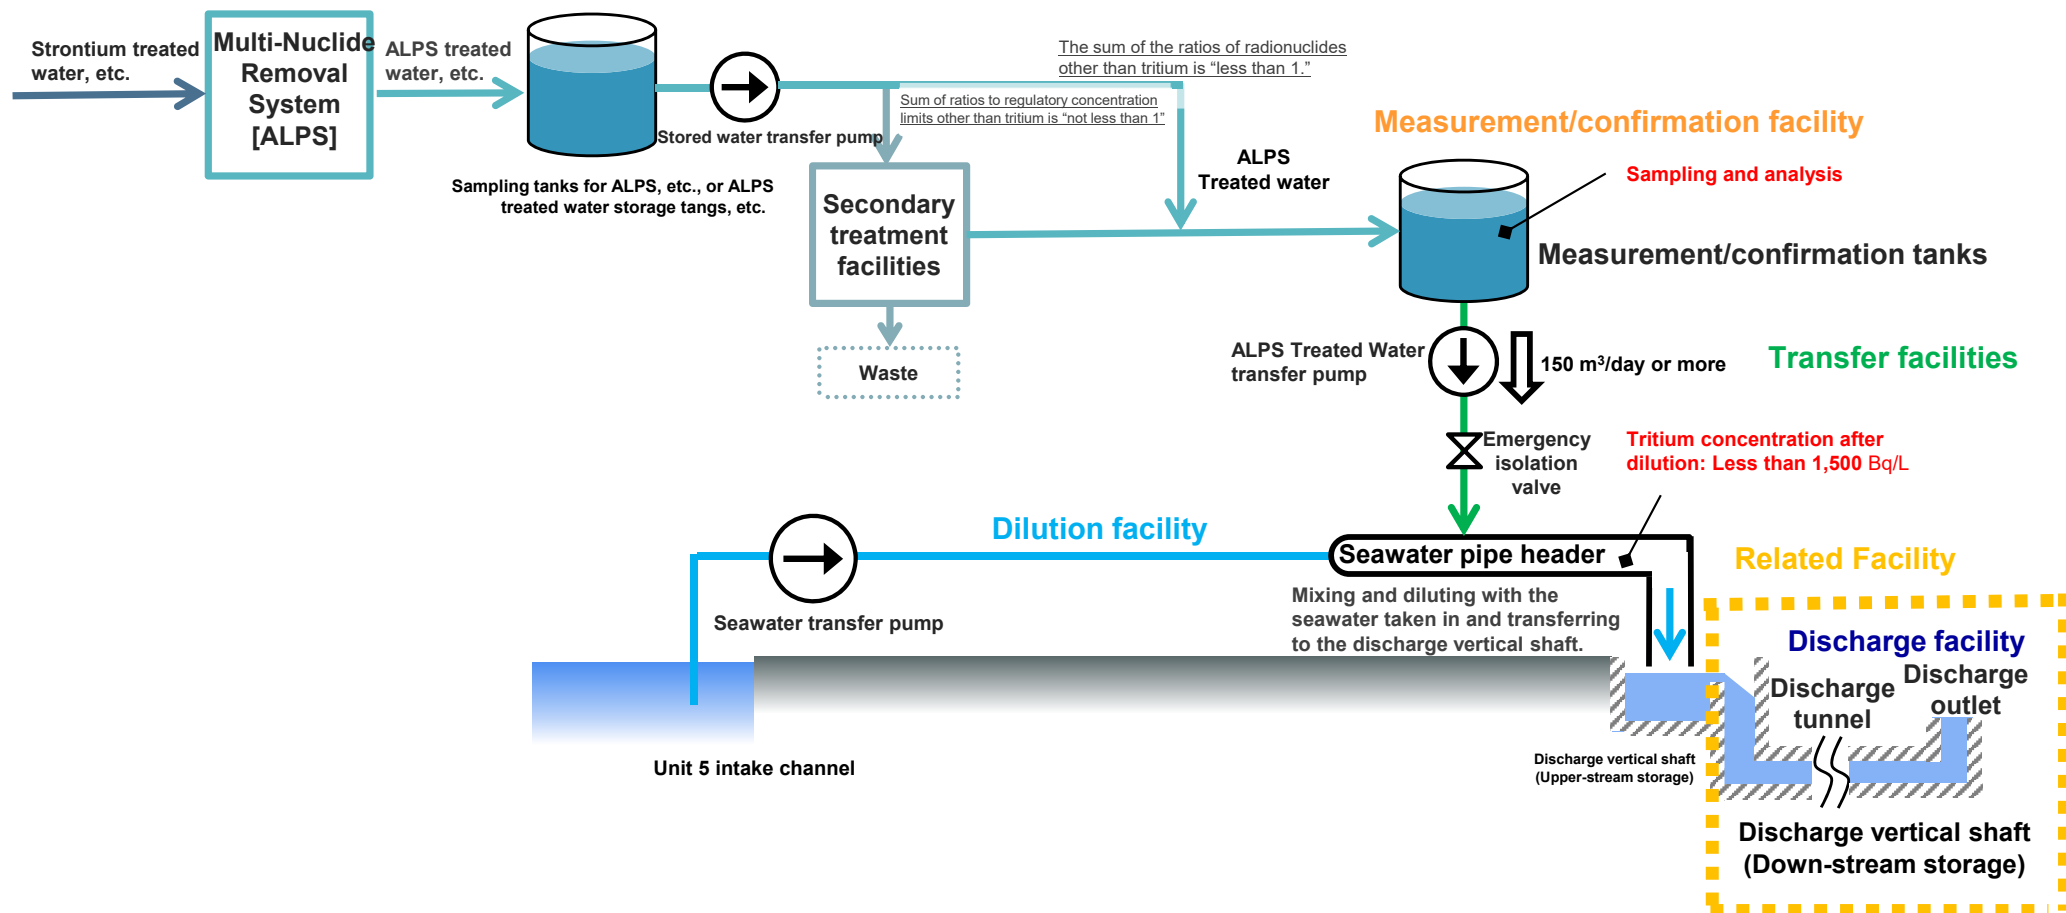 Strontium treated
water, etc.
Multi-Nuclide
Removal
System
[ALPS]
ALPS treated
water, etc.
Sampling tanks for ALPS, etc., or ALPS
treated water storage tangs, etc.
Stored water transfer pump
The sum of the ratios of radionuclides
other than tritium is “less than 1.”
Sum of ratios to regulatory concentration
limits other than tritium is “not less than 1”
Secondary
treatment
facilities
Waste
ALPS
Treated water
Measurement/confirmation facility
Sampling and analysis
Measurement/confirmation tanks
ALPS Treated Water
transfer pump
150 m³/day or more
Transfer facilities
Emergency
isolation
valve
Tritium concentration after
dilution: Less than 1,500 Bq/L
Dilution facility
Seawater pipe header
Seawater transfer pump
Mixing and diluting with the
seawater taken in and transferring
to the discharge vertical shaft.
Unit 5 intake channel
Related Facility
Discharge facility
Discharge
tunnel
Discharge
outlet
Discharge vertical shaft
(Upper-stream storage)
Discharge vertical shaft
(Down-stream storage)